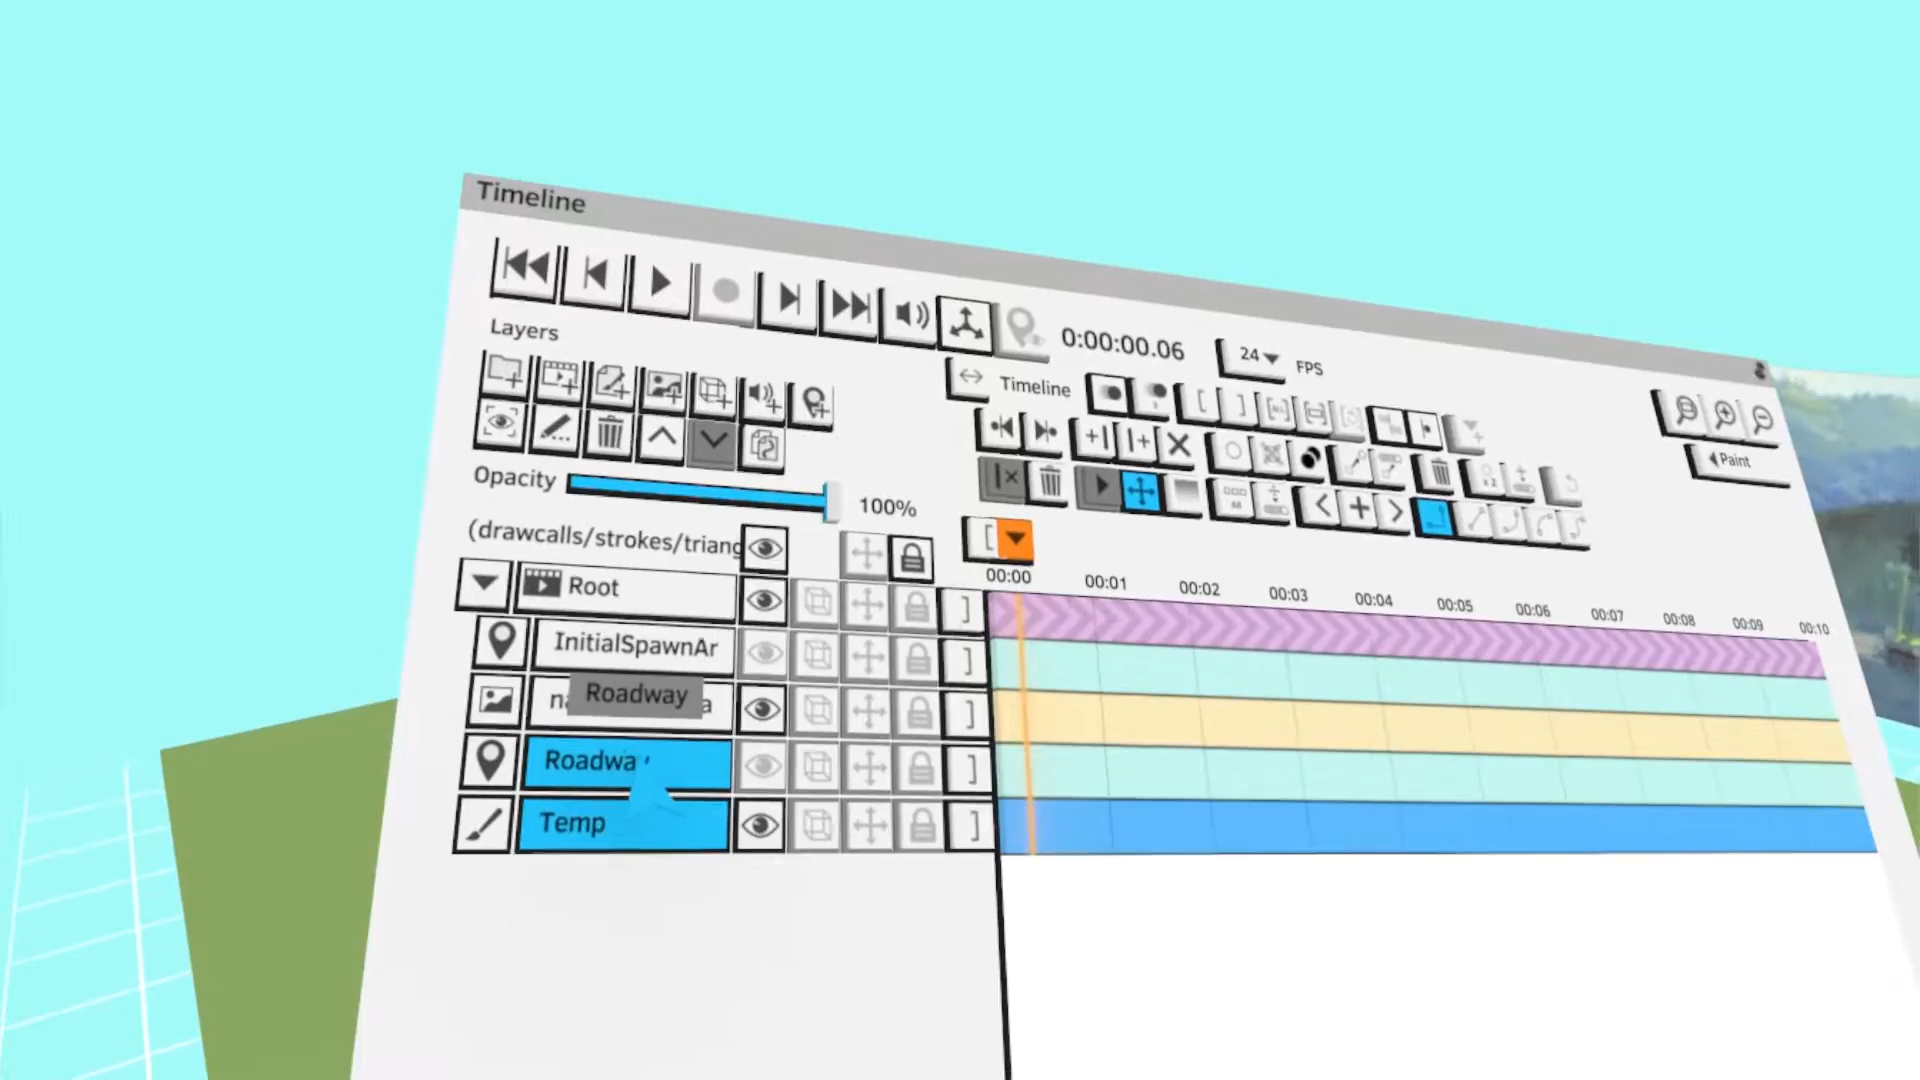 Timeline
0:00:00.06
24
FPS
Layers
Timeline
Paint
Opacity
100%
(drawcalls/strokes/triang
00:00
00:01
00:02
00:03
00:04
00:05
00:06
00:07
00:08
00:09
00:10
Root
InitialSpawnAr
Roadway
Roadway
Temp